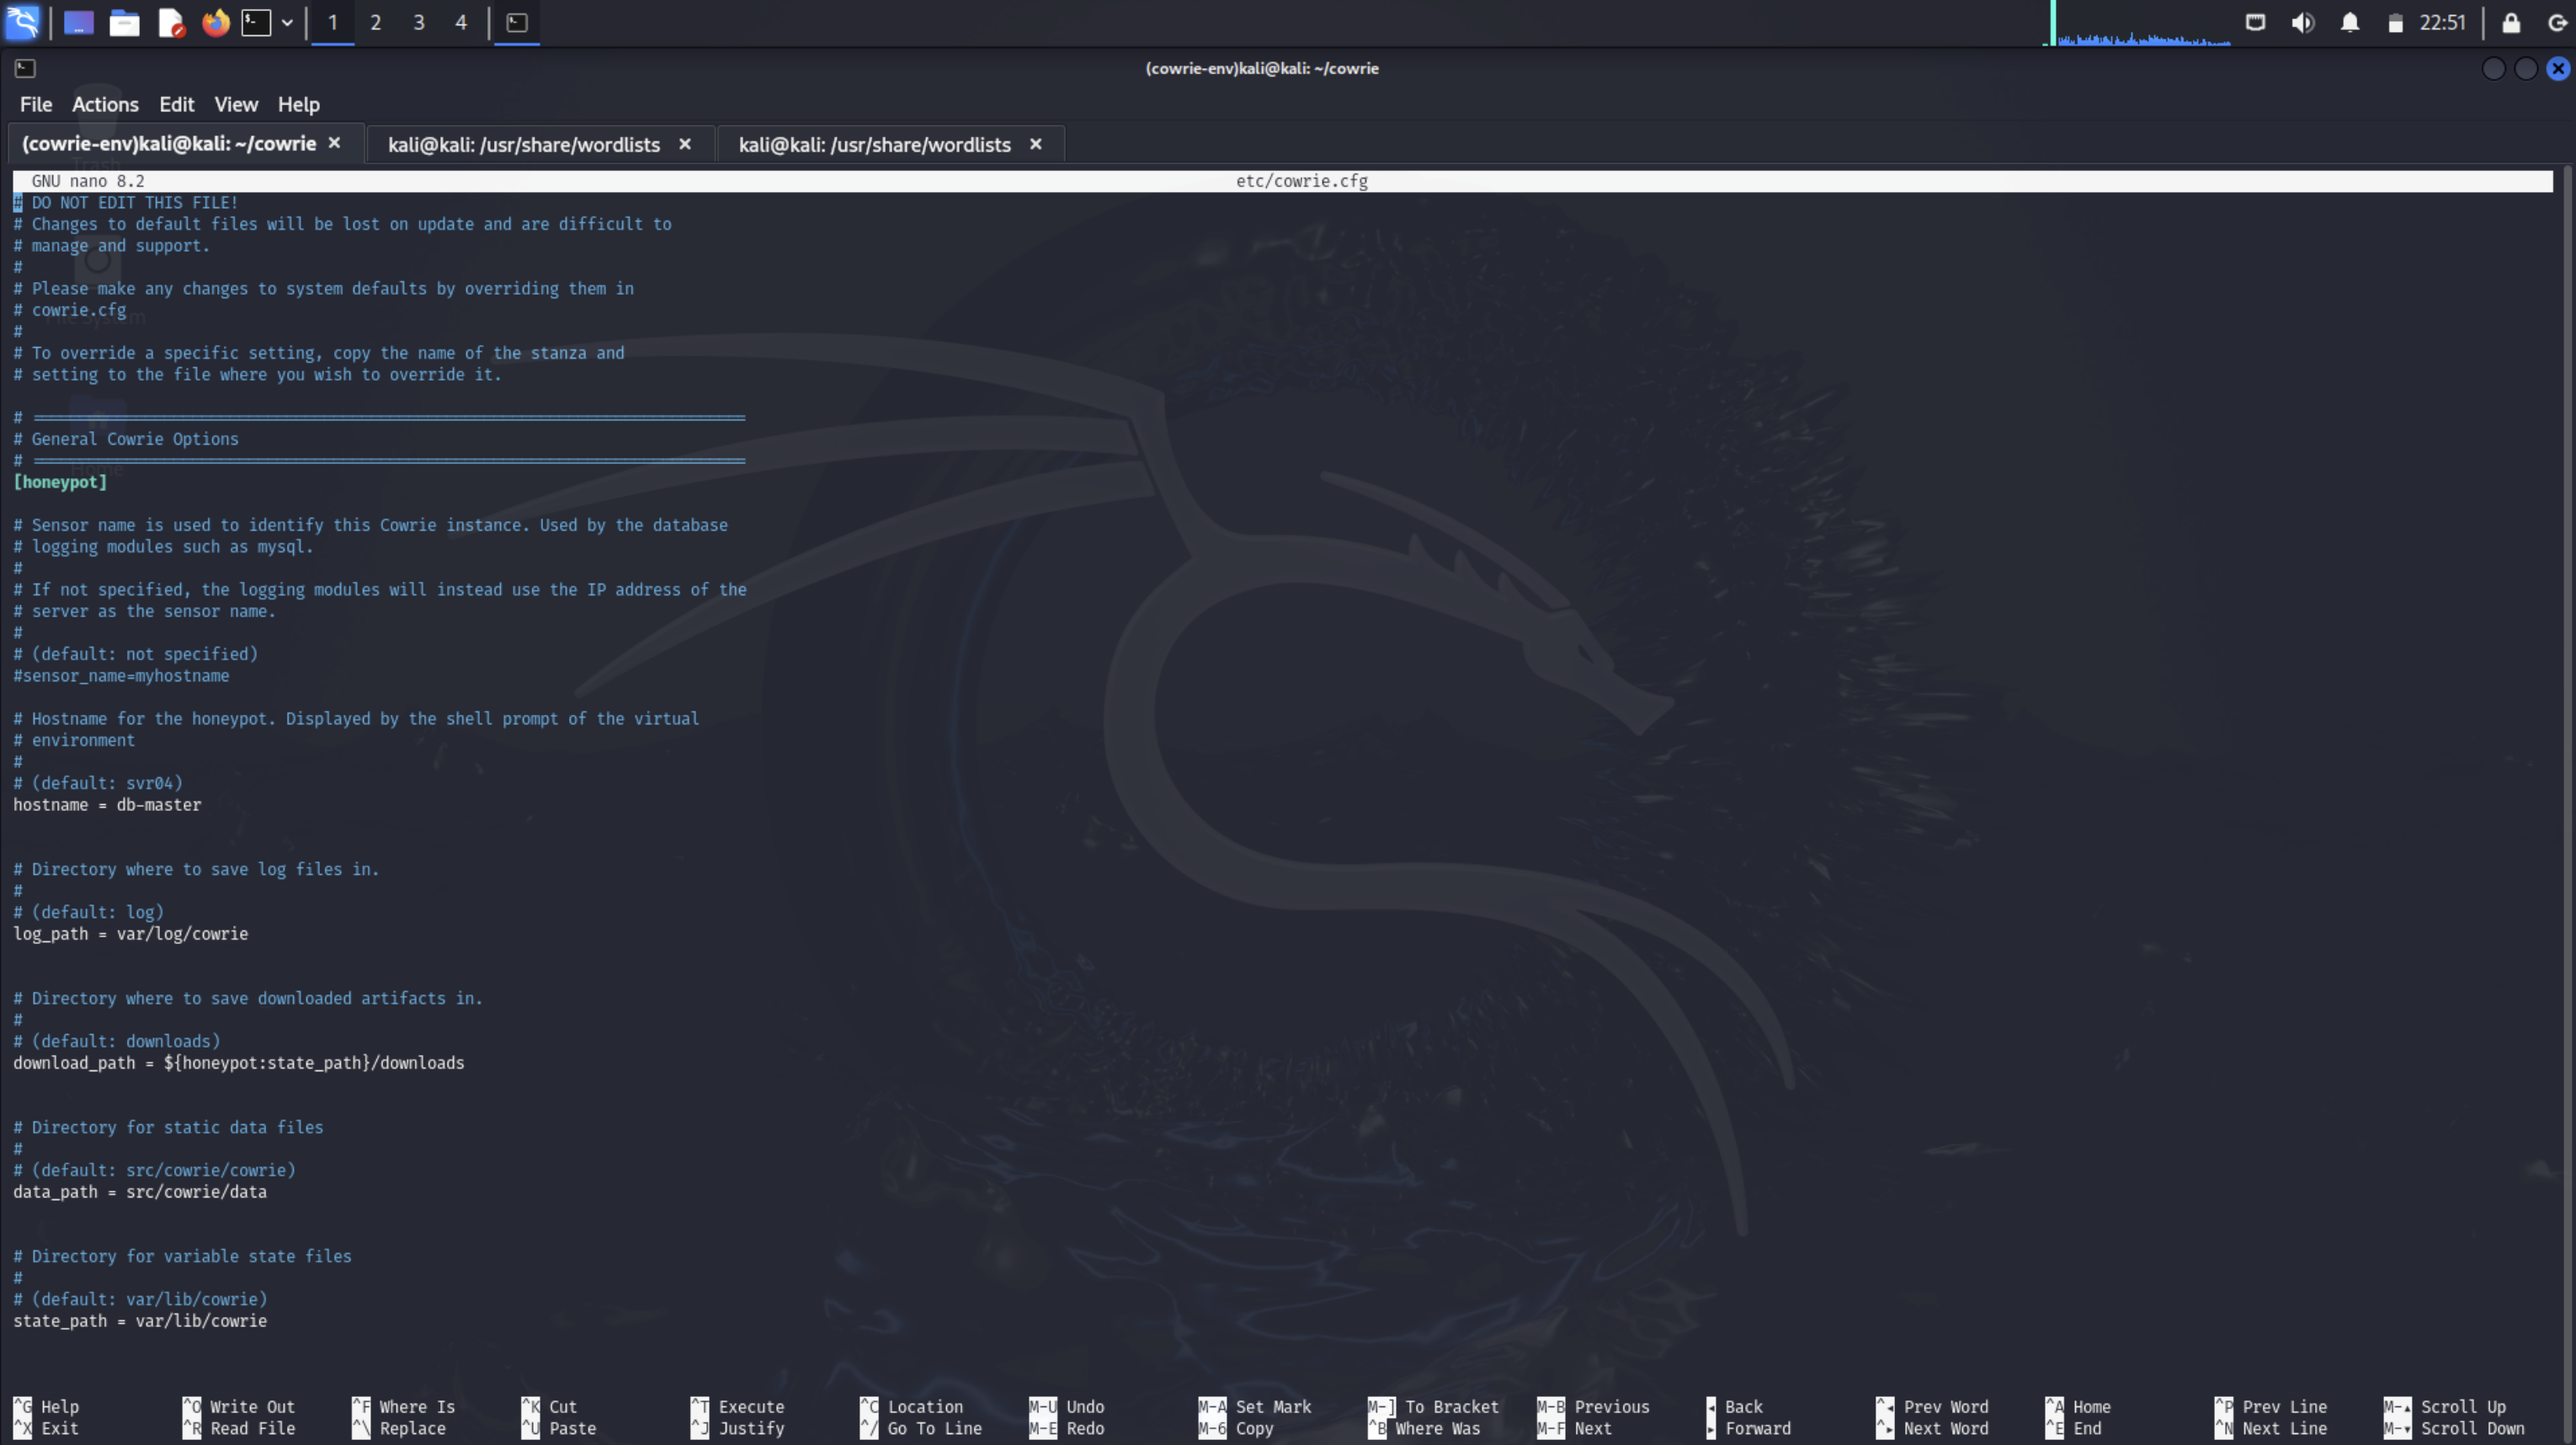 1 2 3 4 22:51
(cowrie-env)kali@kali: ~/cowrie
File Actions Edit View Help
(cowrie-env)kali@kali: ~/cowrie × kali@kali: /usr/share/wordlists × kali@kali: /usr/share/wordlists ×
GNU nano 8.2 etc/cowrie.cfg
# DO NOT EDIT THIS FILE!
# Changes to default files will be lost on update and are difficult to
# manage and support.
#
# Please make any changes to system defaults by overriding them in
# cowrie.cfg
#
# To override a specific setting, copy the name of the stanza and
# setting to the file where you wish to override it.
# ============================================================================
# General Cowrie Options
# ============================================================================
[honeypot]
# Sensor name is used to identify this Cowrie instance. Used by the database
# logging modules such as mysql.
#
# If not specified, the logging modules will instead use the IP address of the
# server as the sensor name.
#
# (default: not specified)
#sensor_name=myhostname
# Hostname for the honeypot. Displayed by the shell prompt of the virtual
# environment
#
# (default: svr04)
hostname = db-master
# Directory where to save log files in.
#
# (default: log)
log_path = var/log/cowrie
# Directory where to save downloaded artifacts in.
#
# (default: downloads)
download_path = ${honeypot:state_path}/downloads
# Directory for static data files
#
# (default: src/cowrie/cowrie)
data_path = src/cowrie/data
# Directory for variable state files
#
# (default: var/lib/cowrie)
state_path = var/lib/cowrie
^G Help ^O Write Out ^F Where Is ^K Cut ^T Execute ^C Location M-U Undo M-A Set Mark M-] To Bracket M-B Previous ◂ Back ^◂ Prev Word ^A Home ^P Prev Line M-▴ Scroll Up
^X Exit ^R Read File ^\ Replace ^U Paste ^J Justify ^/ Go To Line M-E Redo M-6 Copy ^B Where Was M-F Next ▸ Forward ^▸ Next Word ^E End ^N Next Line M-▾ Scroll Down
Trash
File System
Home